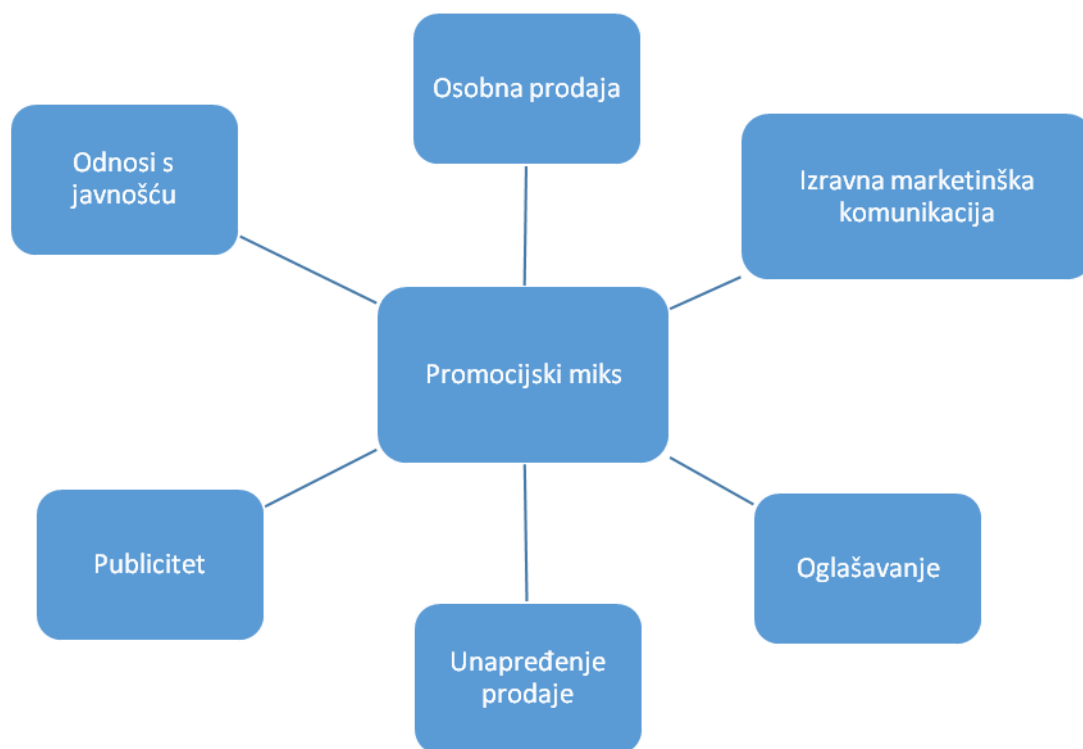 Osobna prodaja
Odnosi s
javnošću
Izravna marketinška
komunikacija
Promocijski miks
Publicitet
Oglašavanje
Unapređenje
prodaje